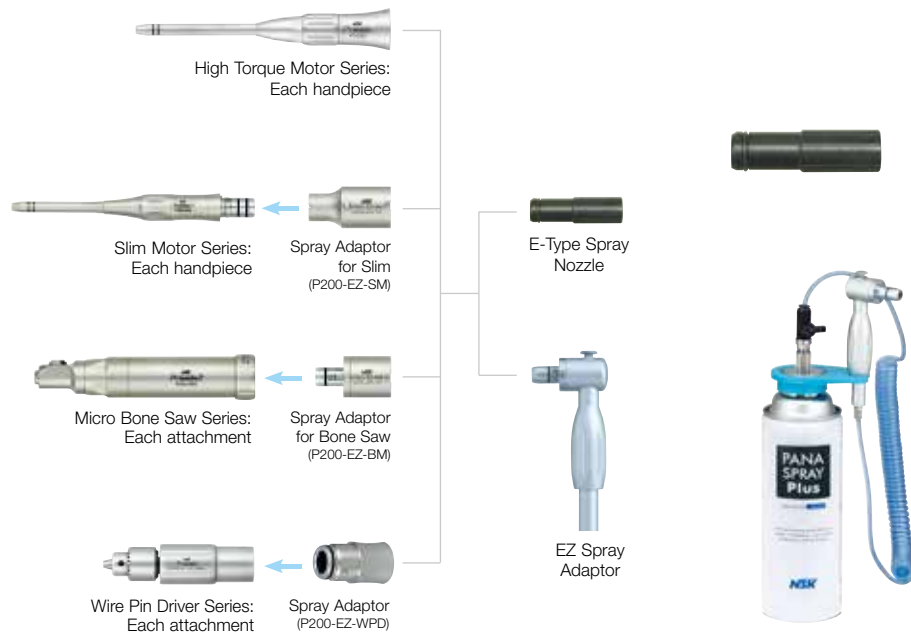 High Torque Motor Series:
Each handpiece
Slim Motor Series:
Each handpiece
Spray Adaptor
for Slim
(P200-EZ-SM)
E-Type Spray
Nozzle
Micro Bone Saw Series:
Each attachment
Spray Adaptor
for Bone Saw
(P200-EZ-BM)
EZ Spray
Adaptor
Wire Pin Driver Series:
Each attachment
Spray Adaptor
(P200-EZ-WPD)
PANA
SPRAY
Plus
NSK